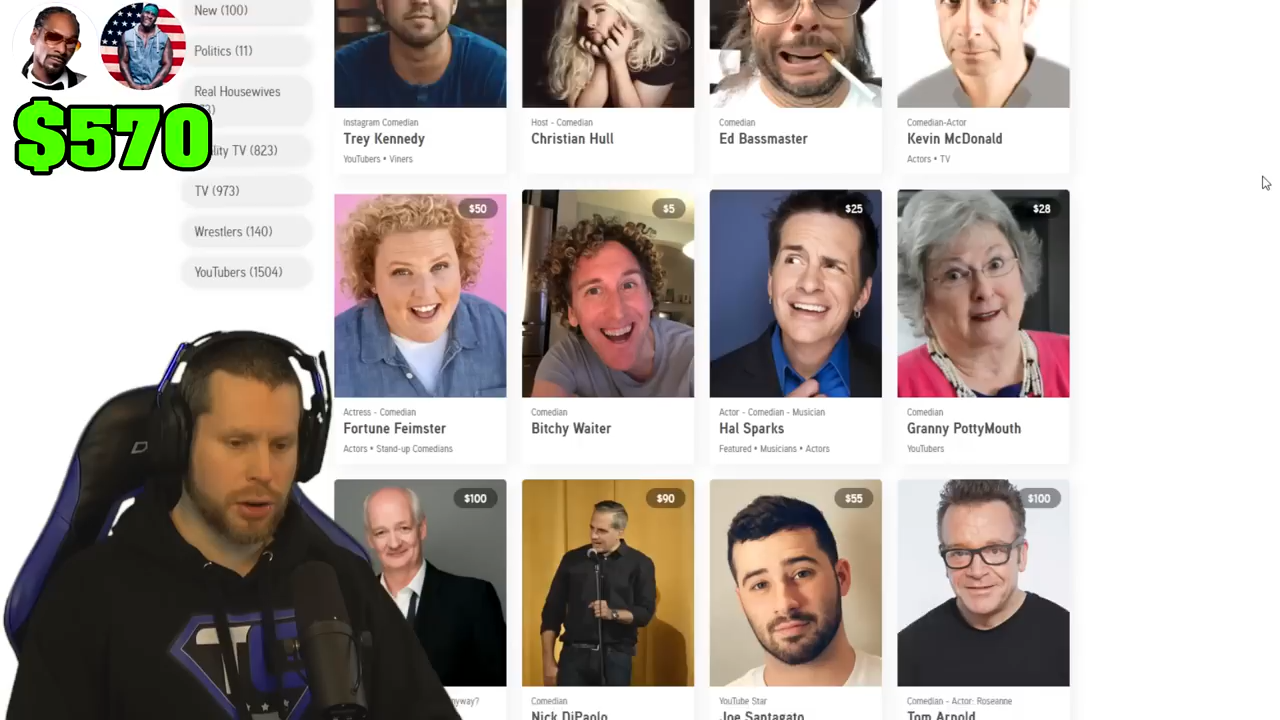 New (100)
Politics (11)
Real Housewives
$570
TV (823)
TV (973)
Wrestlers (140)
YouTubers (1504)
Instagram Comedian
Trey Kennedy
YouTubers • Viners
Host - Comedian
Christian Hull
Comedian
Ed Bassmaster
Comedian-Actor
Kevin McDonald
Actors • TV
$50
Actress - Comedian
Fortune Feimster
Actors • Stand-up Comedians
$5
Comedian
Bitchy Waiter
$25
Actor - Comedian - Musician
Hal Sparks
Featured • Musicians • Actors
$28
Comedian
Granny PottyMouth
YouTubers
$100
$90
Comedian
Nick DiPaolo
$55
YouTube Star
Joe Santagato
$100
Comedian - Actor: Roseanne
Tom Arnold